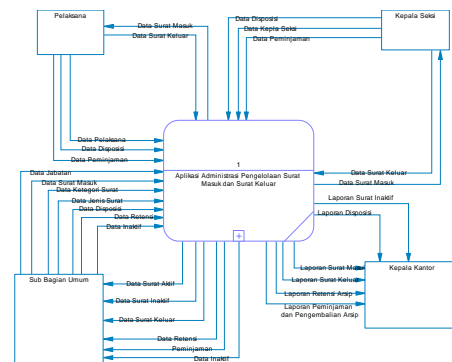 Pelaksana
Data Surat Masuk
Data Surat Keluar
Data Disposisi
Data Kepla Seksi
Data Peminjaman
Kepala Seksi
Data Pelaksana
Data Disposisi
Data Peminjaman
1
Aplikasi Administrasi Pengelolaan Surat
Masuk dan Surat Keluar
Data Surat Keluar
Data Surat Masuk
Data Jabatan
Data Surat Masuk
Data Ketegori Surat
Data Jenis Surat
Data Disposisi
Data Retensi
Data Inaktif
Laporan Surat Inaktif
Laporan Disposisi
Sub Bagian Umum
Data Surat Aktif
Data Surat Inaktif
Data Surat Keluar
Data Retensi
Peminjaman
Data Inaktif
Laporan Surat Masuk
Laporan Surat Keluar
Laporan Retensi Arsip
Laporan Peminjaman
dan Pengembalian Arsip
Kepala Kantor